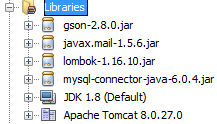 Libraries
gson-2.8.0.jar
javax.mail-1.5.6.jar
lombok-1.16.10.jar
mysql-connector-java-6.0.4.jar
JDK 1.8 (Default)
Apache Tomcat 8.0.27.0